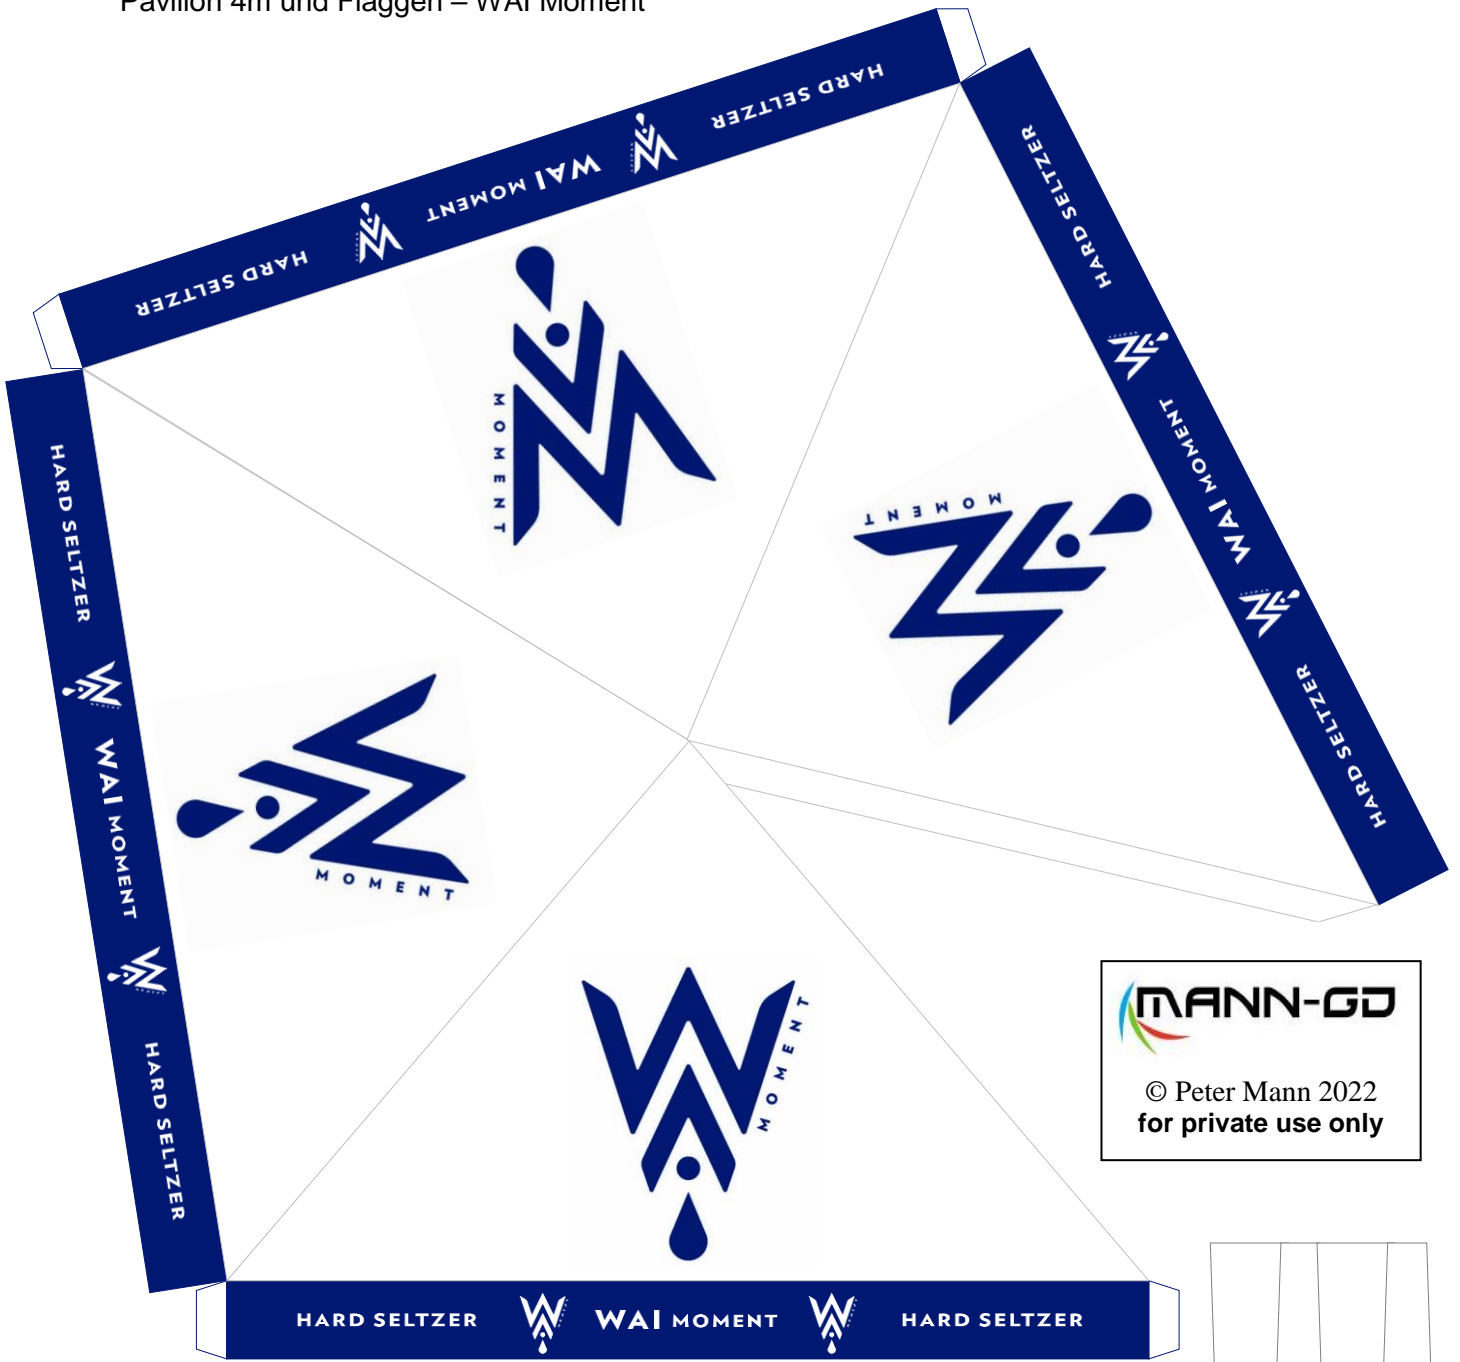 Pavillon 4m und Flaggen – WAI Moment
HARD SELTZER
WAI MOMENT
HARD SELTZER
HARD SELTZER
WAI MOMENT
HARD SELTZER
MOMENT
MOMENT
HARD SELTZER
WAI MOMENT
HARD SELTZER
MOMENT
MOMENT
MANN-GD
© Peter Mann 2022
for private use only
HARD SELTZER WAI MOMENT HARD SELTZER